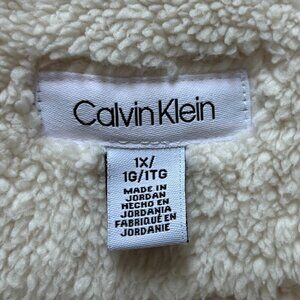 Calvin Klein
1X/
1G/1TG
MADE IN
JORDAN
HECHO EN
JORDANIA
FABRIQUÉ EN
JORDANIE